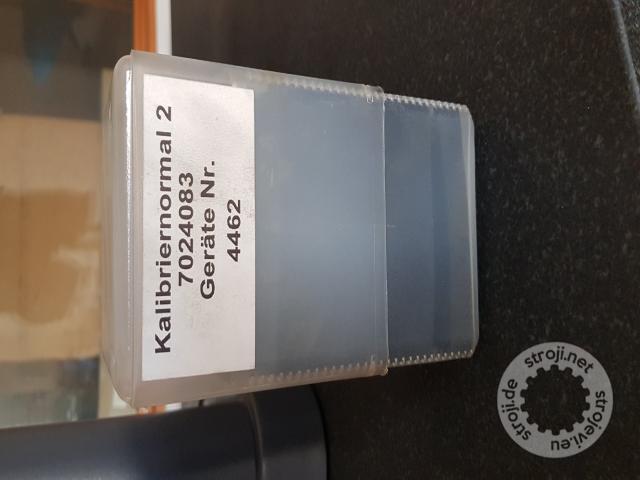 Kalibriernormal 2
7024083
Geräte Nr.
4462
stroji.de
stroji.net
strojevi.eu